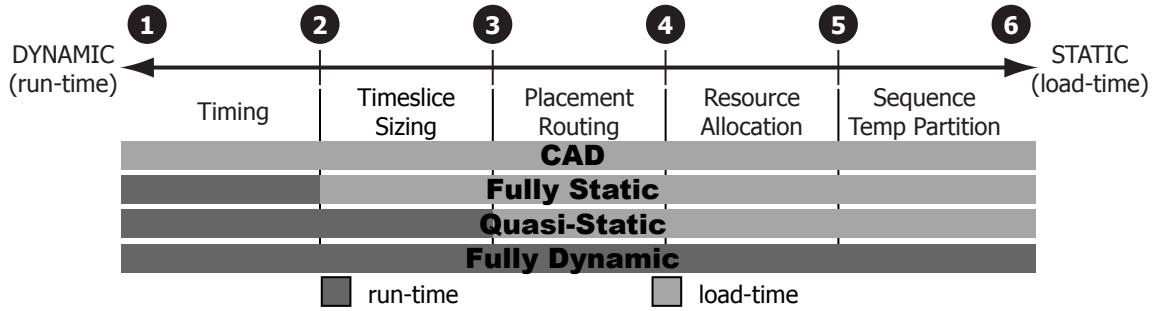 1 2 3 4 5 6
DYNAMIC
(run-time)
STATIC
(load-time)
Timing
Timeslice
Sizing
Placement
Routing
Resource
Allocation
Sequence
Temp Partition
CAD
Fully Static
Quasi-Static
Fully Dynamic
run-time
load-time